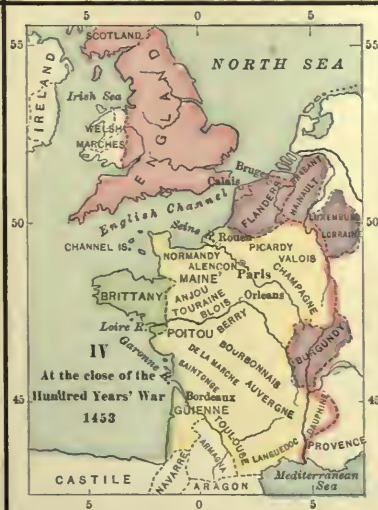 55
5
0
5
55
SCOTLAND
NORTH SEA
IRELAND
Irish Sea
ENGLAND
WELSH
MARCHES
Bruges
Calais
FLANDERS
BRABANT
HAINAULT
English Channel
LUXEMBURG
LORRAINE
50
50
CHANNEL IS.
Seine R.
Rouen
PICARDY
NORMANDY
VALOIS
ALENCON
Paris
MAINE
CHAMPAGNE
ANJOU
Orleans
BRITTANY
TOURAINE
BLOIS
Loire R.
BERRY
POITOU
BURGUNDY
IV
At the close of the
Hundred Years' War
1453
Garonne R.
BOURBONNAIS
DE LA MARCHE
SAINTONGE
AUVERGNE
45
45
Bordeaux
GUIENNE
DAUPHINE
TOULOUSE
LANGUEDOC
PROVENCE
NAVARRE
ARMAGNA
CASTILE
ARAGON
Mediterranean
Sea
5
0
5